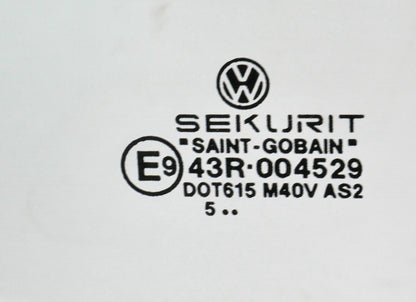 VW
SEKURIT
"SAINT-GOBAIN"
E9 43R·004529
DOT615 M40V AS2
5 ..